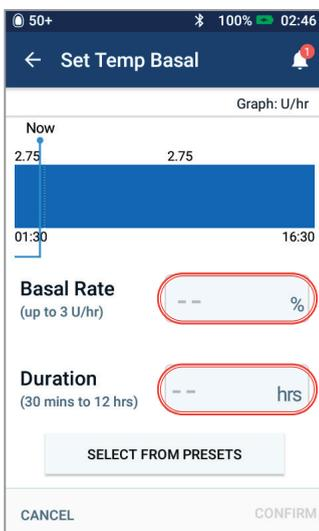 50+ 100% 02:46
Set Temp Basal 1
Graph: U/hr
Now
2.75 2.75
01:30 16:30
Basal Rate
(up to 3 U/hr)
-- %
Duration
(30 mins to 12 hrs)
-- hrs
SELECT FROM PRESETS
CANCEL CONFIRM